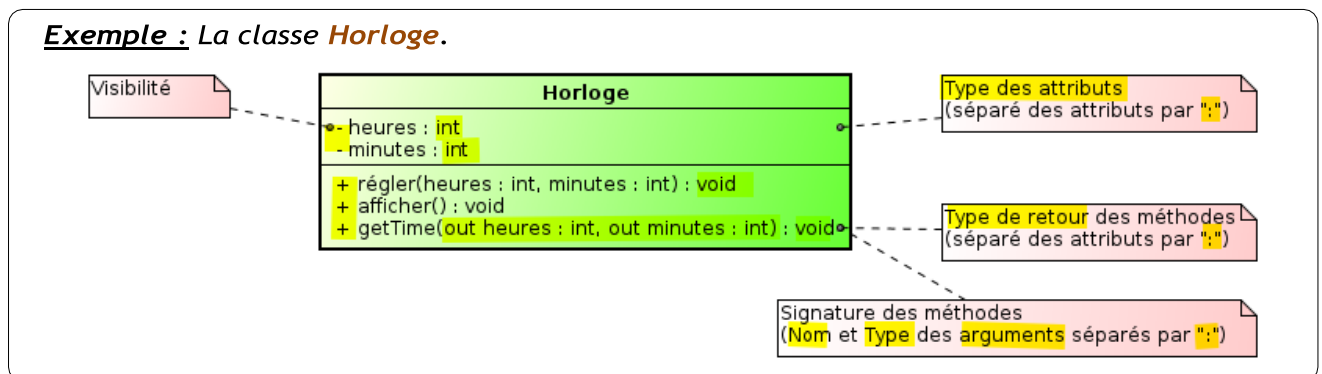 Exemple : La classe Horloge.
Visibilité
Horloge
- heures : int
- minutes : int
+ régler(heures : int, minutes : int) : void
+ afficher() : void
+ getTime(out heures : int, out minutes : int) : void
Type des attributs
(séparé des attributs par ":")
Type de retour des méthodes
(séparé des attributs par ":")
Signature des méthodes
(Nom et Type des arguments séparés par ":")